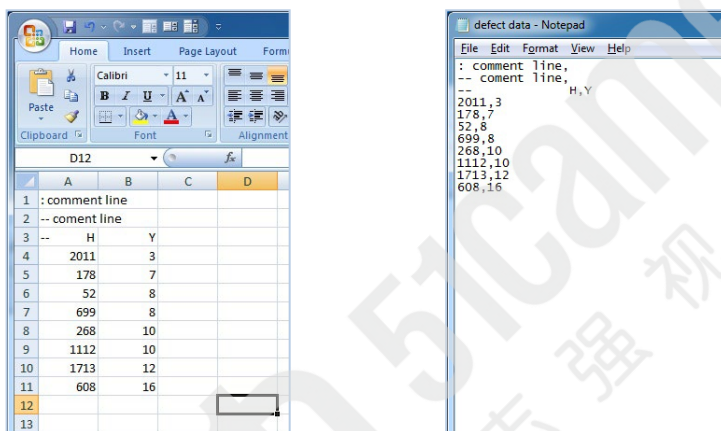 Home Insert Page Layout
Paste
Calibri 11
B I U A A
A
Clipboard Font Alignment
D12 fx
A B C D
1 : comment line
2 -- coment line
3 -- H Y
4 2011 3
5 178 7
6 52 8
7 699 8
8 268 10
9 1112 10
10 1713 12
11 608 16
12
13
defect data - Notepad
File Edit Format View Help
: comment line,
-- coment line,
-- H,Y
2011,3
178,7
52,8
699,8
268,10
1112,10
1713,12
608,16
51cam
视
强